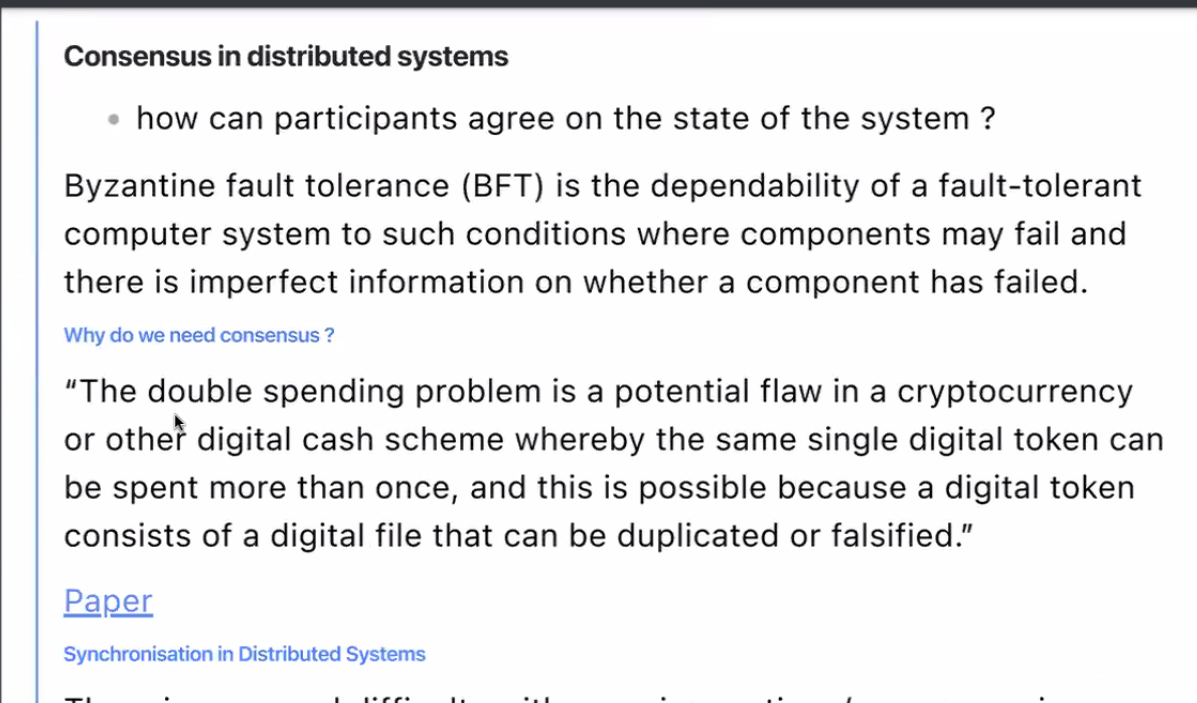 Consensus in distributed systems
• how can participants agree on the state of the system ?
Byzantine fault tolerance (BFT) is the dependability of a fault-tolerant
computer system to such conditions where components may fail and
there is imperfect information on whether a component has failed.
Why do we need consensus ?
“The double spending problem is a potential flaw in a cryptocurrency
or other digital cash scheme whereby the same single digital token can
be spent more than once, and this is possible because a digital token
consists of a digital file that can be duplicated or falsified.”
Paper
Synchronisation in Distributed Systems